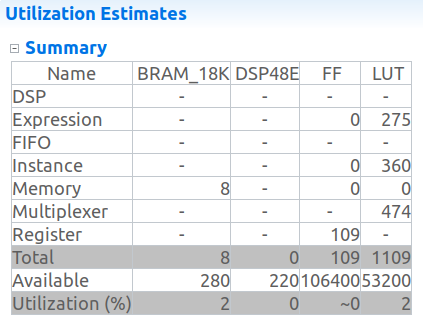 Utilization Estimates
Summary
Name BRAM_18K DSP48E FF LUT
DSP - - - -
Expression - - 0 275
FIFO - - - -
Instance - - 0 360
Memory 8 - 0 0
Multiplexer - - - 474
Register - - 109 -
Total 8 0 109 1109
Available 280 220 106400 53200
Utilization (%) 2 0 ~0 2